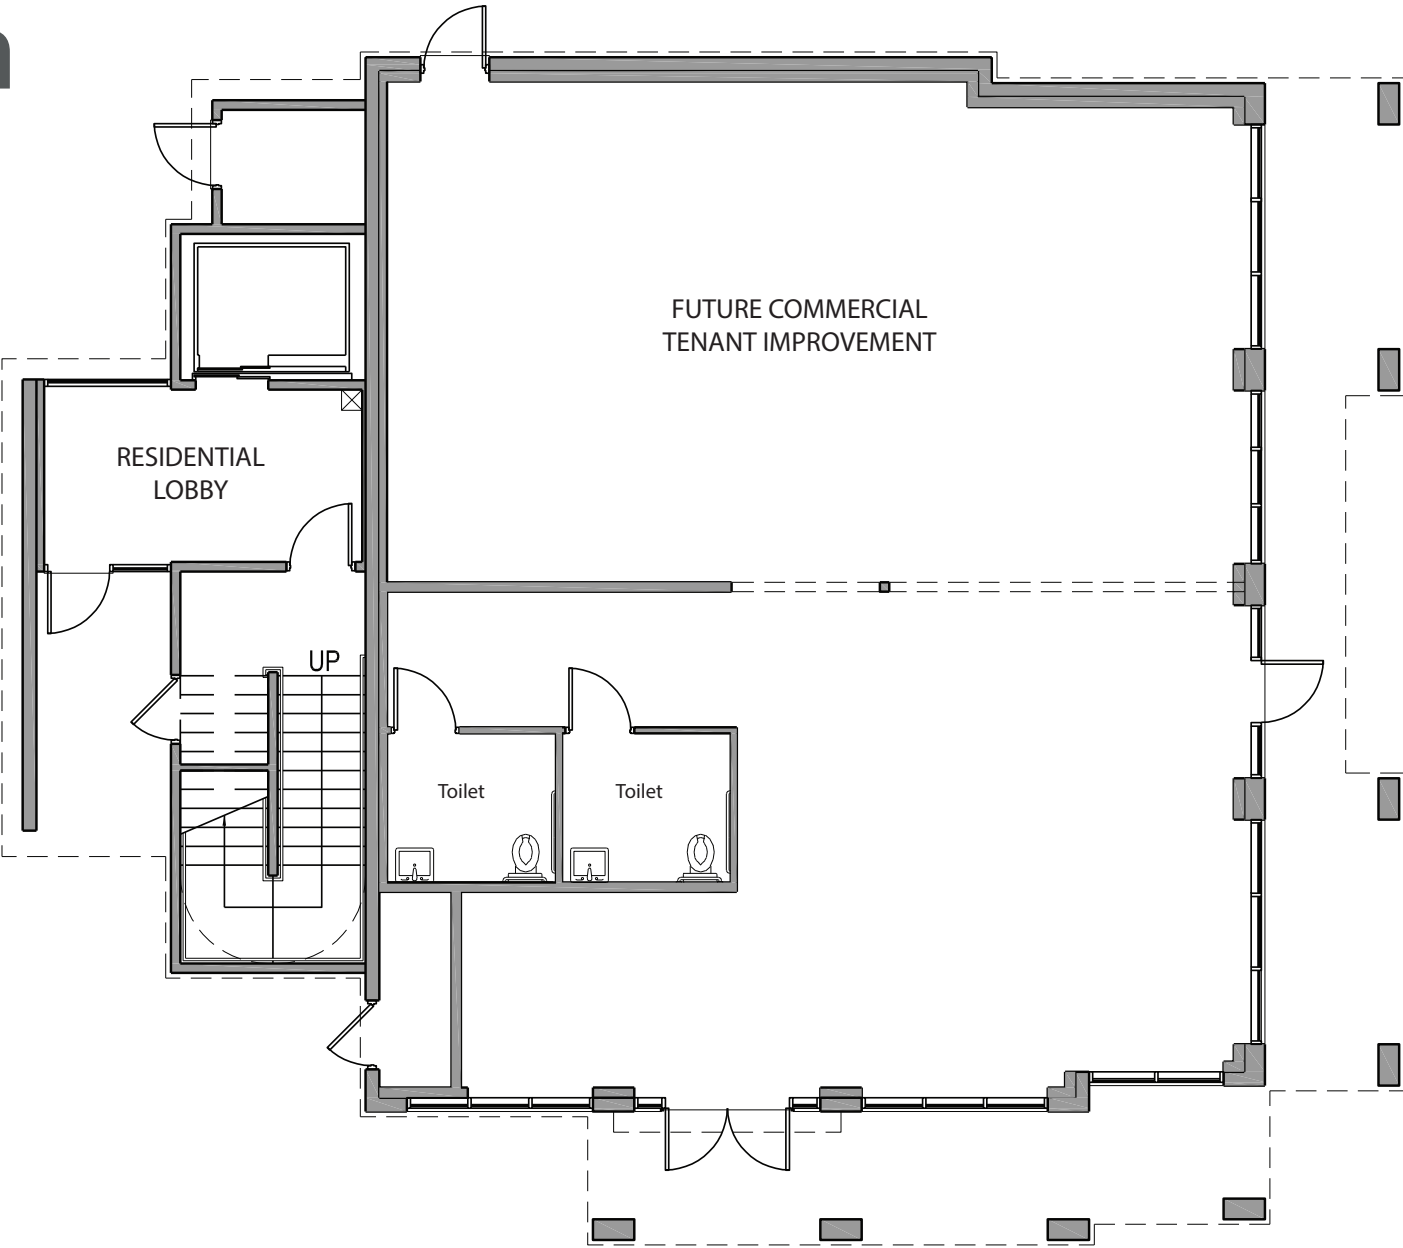 FUTURE COMMERCIAL
TENANT IMPROVEMENT
RESIDENTIAL
LOBBY
UP
Toilet
Toilet